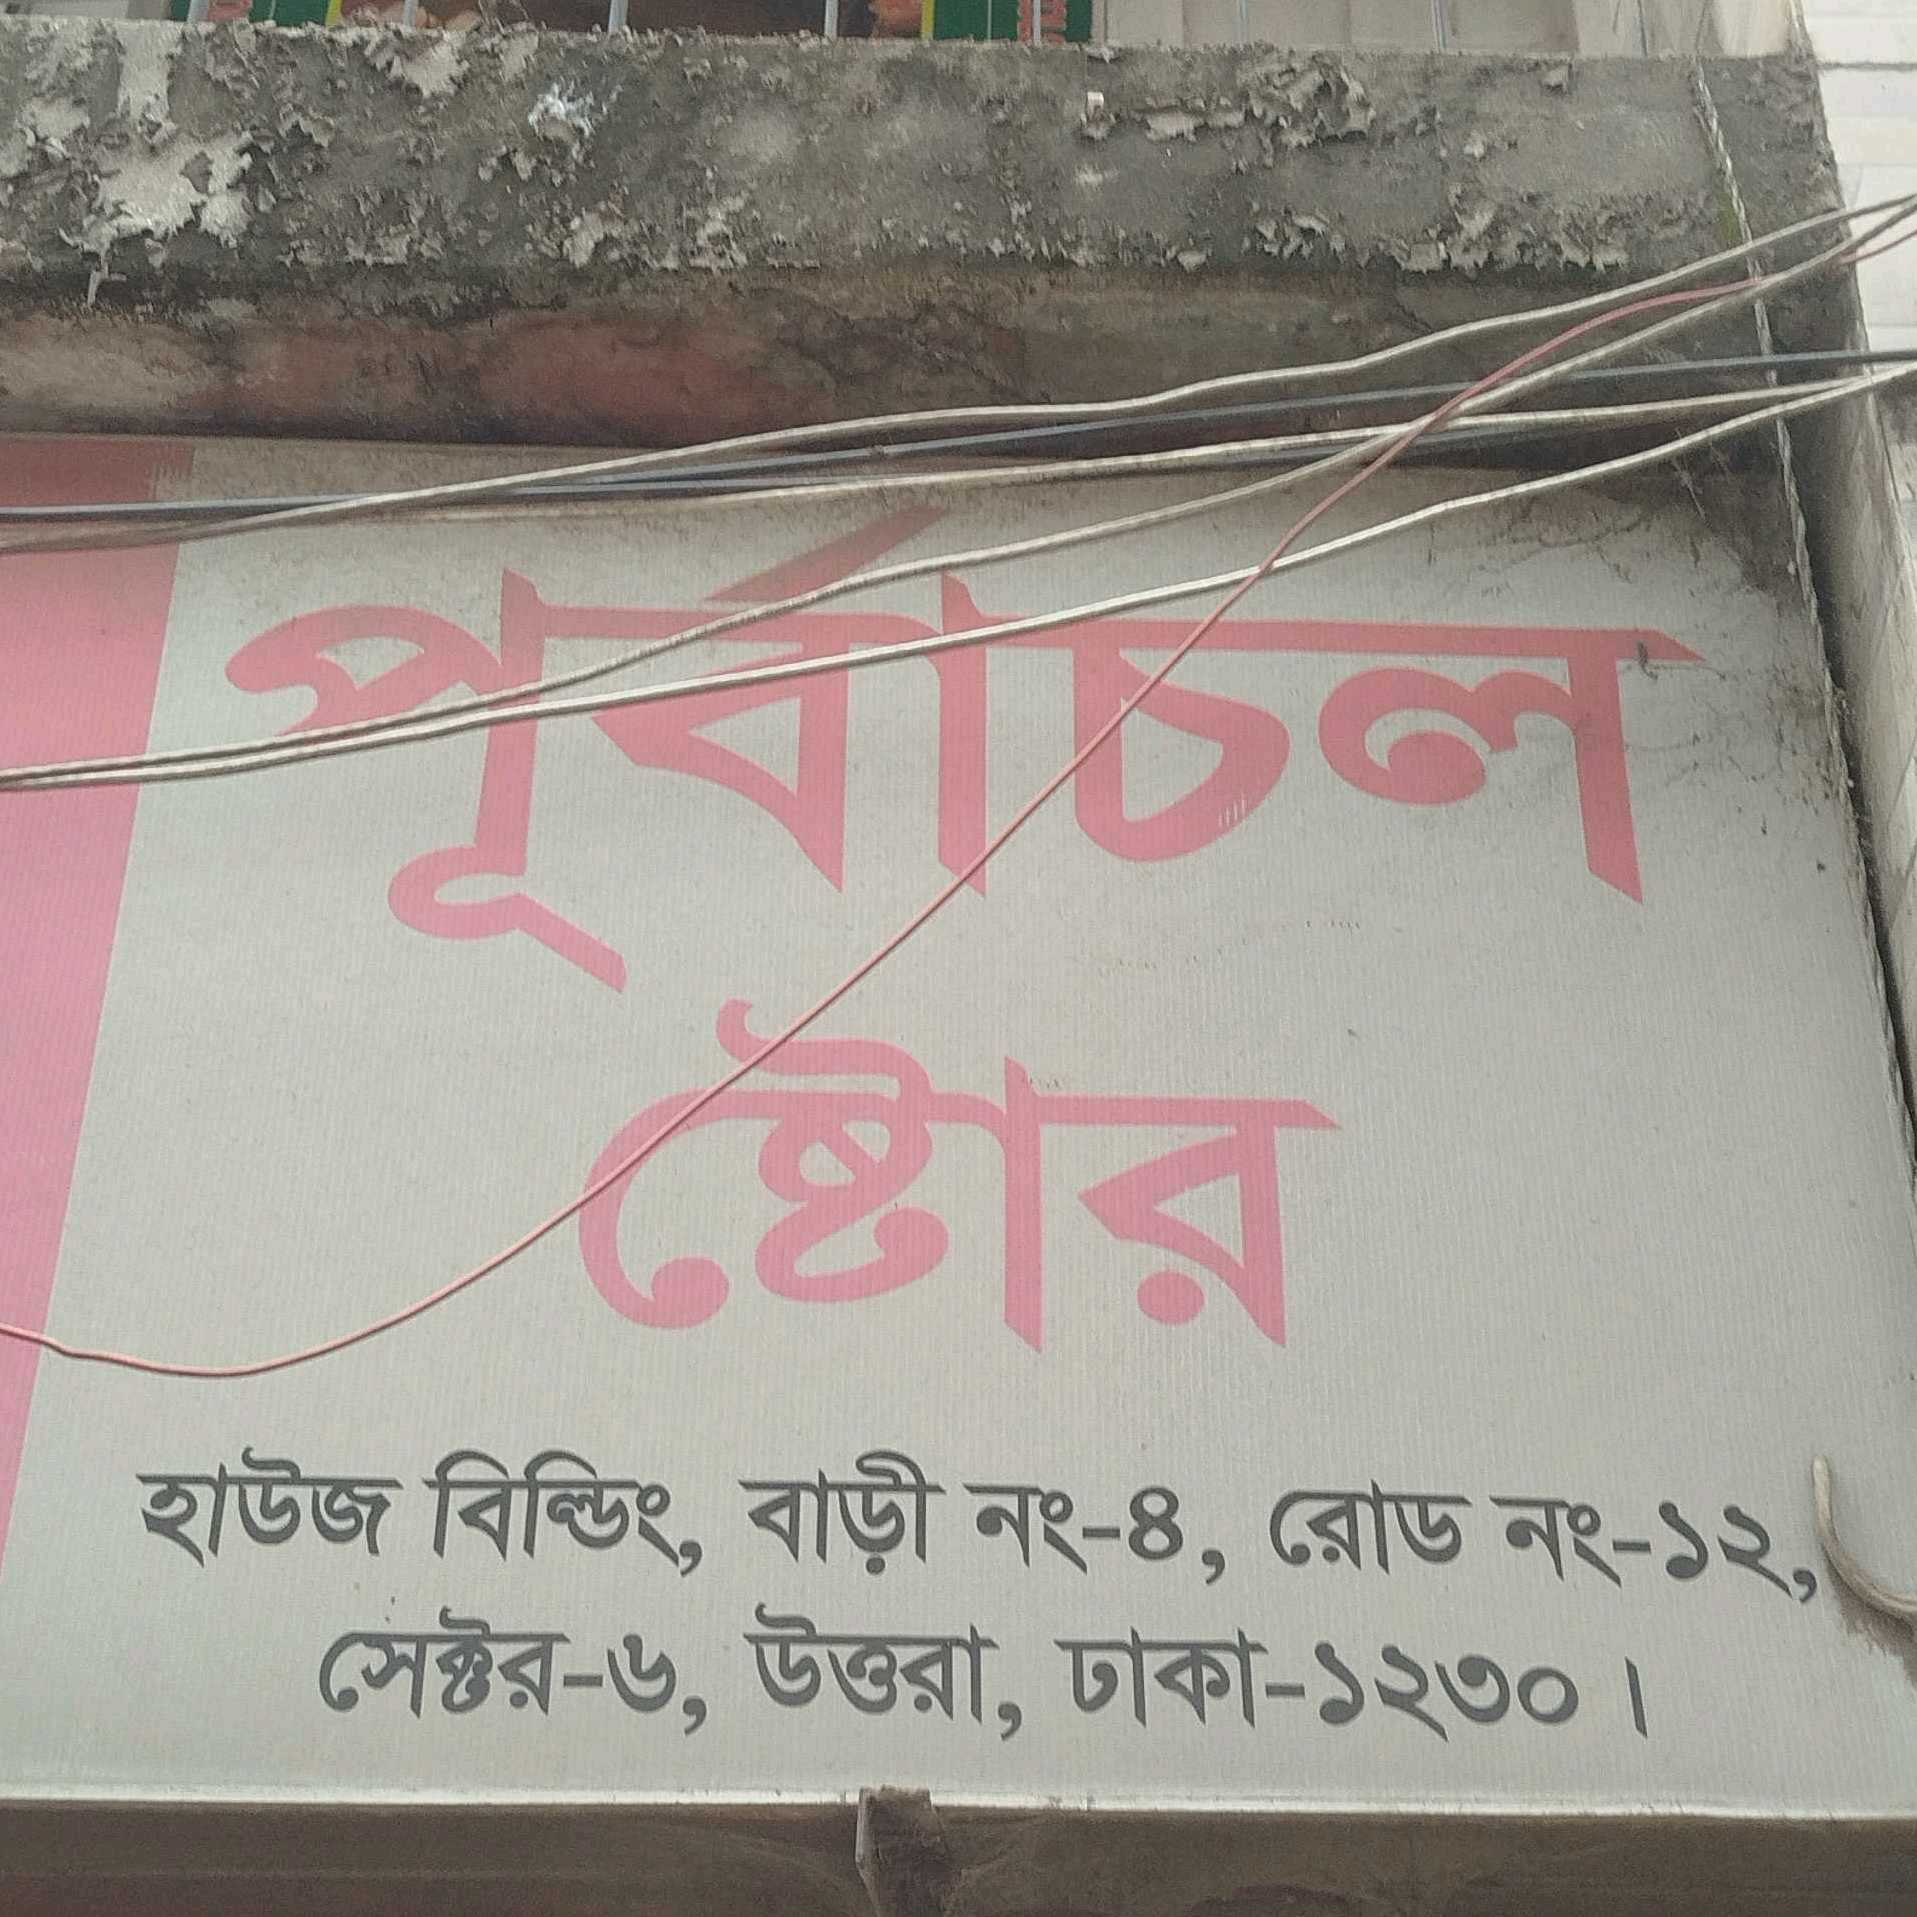 পূর্বাচল
ষ্টোর
হাউজ বিল্ডিং, বাড়ী নং-৪, রোড নং-১২,
সেক্টর-৬, উত্তরা, ঢাকা-১২৩০।